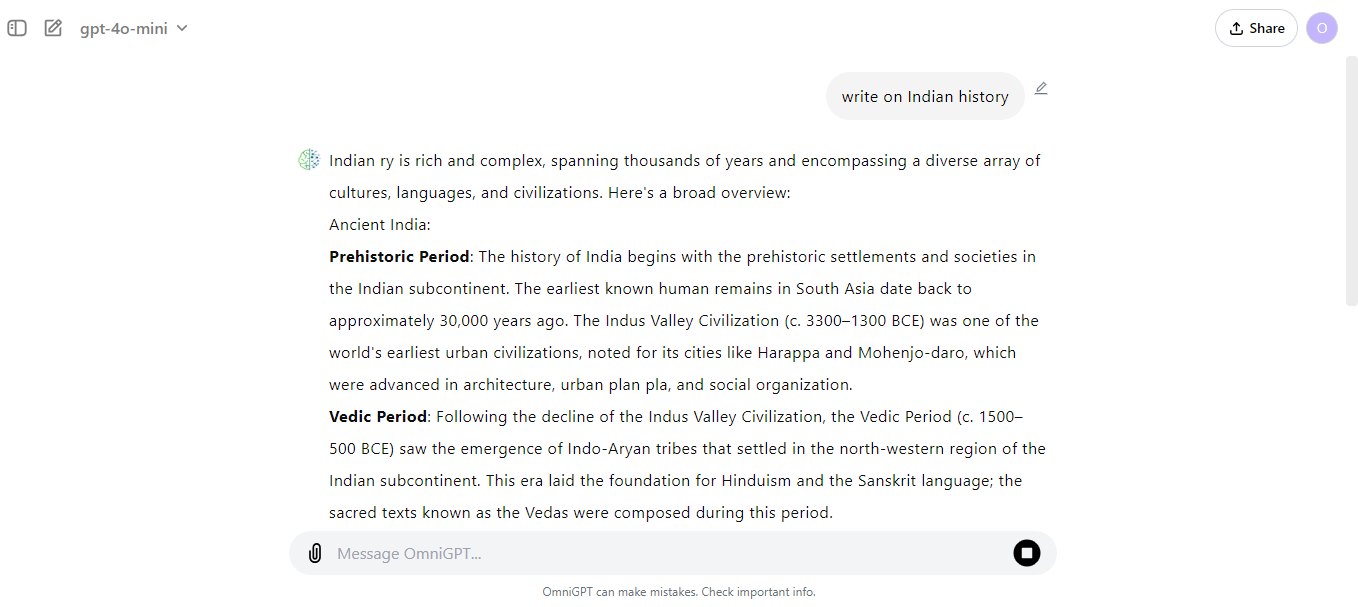 gpt-4o-mini
Share
O
write on Indian history
Indian ry is rich and complex, spanning thousands of years and encompassing a diverse array of
cultures, languages, and civilizations. Here's a broad overview:
Ancient India:
Prehistoric Period: The history of India begins with the prehistoric settlements and societies in
the Indian subcontinent. The earliest known human remains in South Asia date back to
approximately 30,000 years ago. The Indus Valley Civilization (c. 3300–1300 BCE) was one of the
world's earliest urban civilizations, noted for its cities like Harappa and Mohenjo-daro, which
were advanced in architecture, urban plan pla, and social organization.
Vedic Period: Following the decline of the Indus Valley Civilization, the Vedic Period (c. 1500–
500 BCE) saw the emergence of Indo-Aryan tribes that settled in the north-western region of the
Indian subcontinent. This era laid the foundation for Hinduism and the Sanskrit language; the
sacred texts known as the Vedas were composed during this period.
Message OmniGPT...
OmniGPT can make mistakes. Check important info.